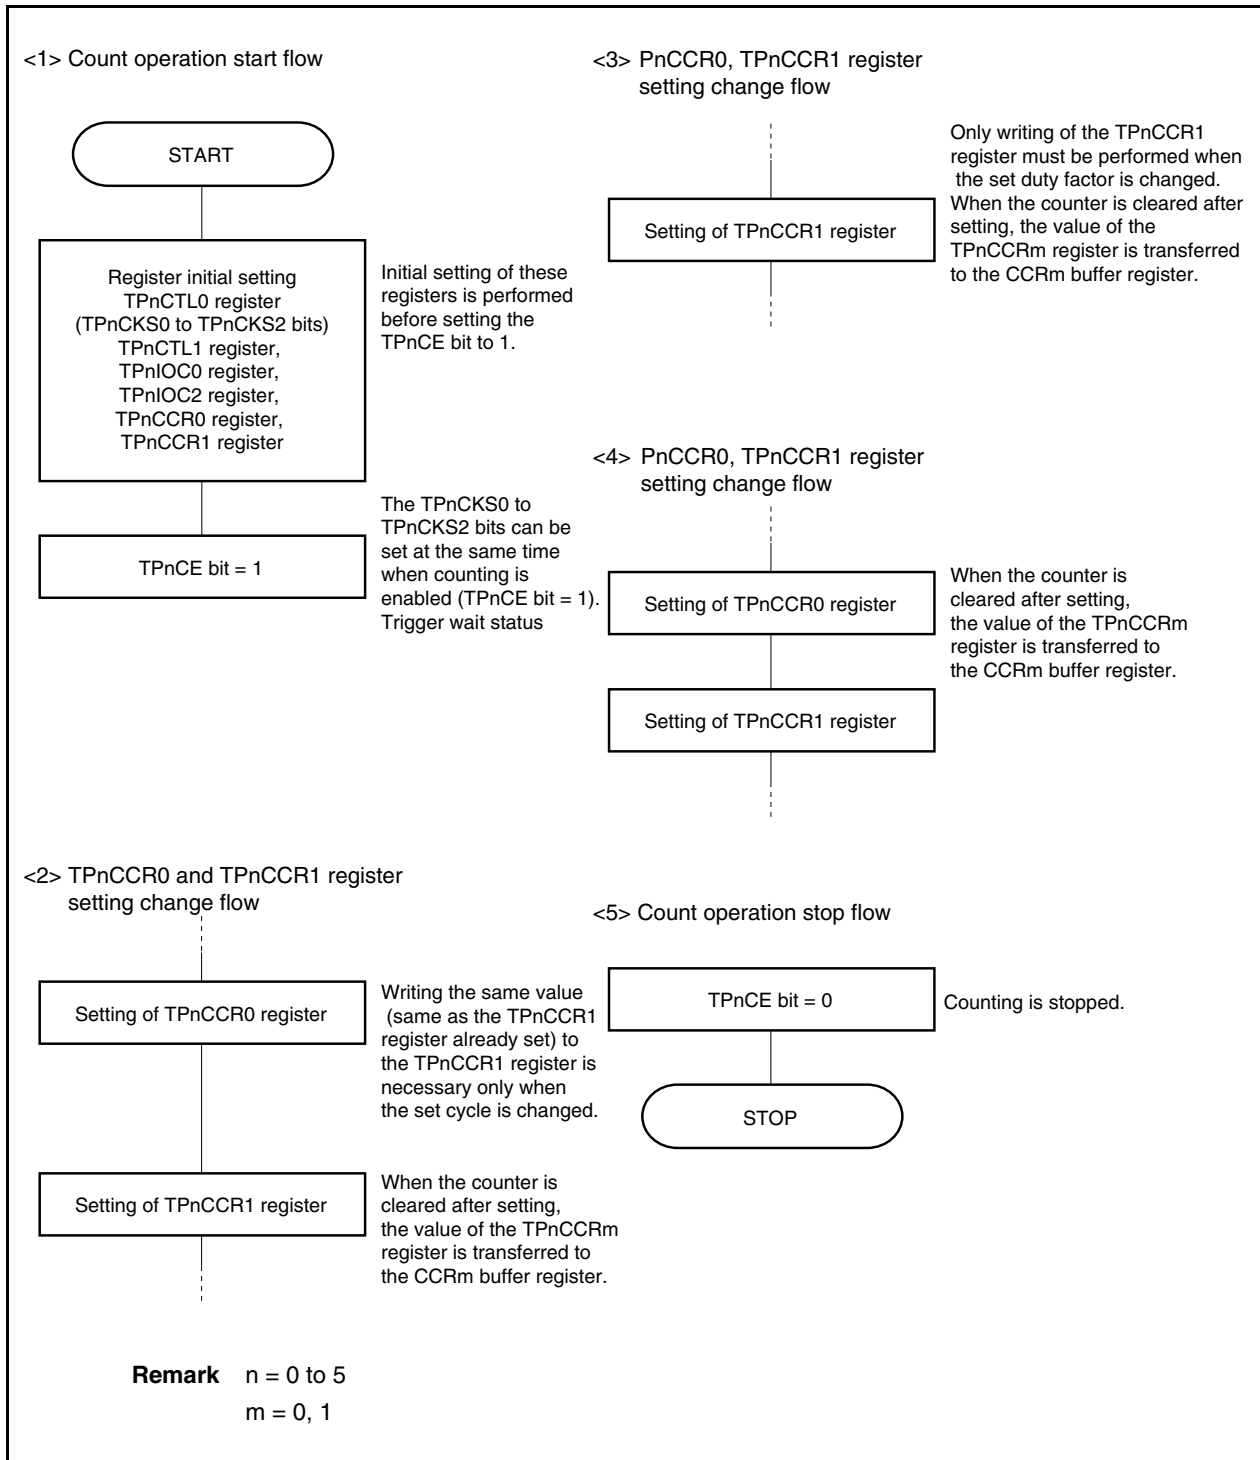 <1> Count operation start flow
START
Register initial setting
TPnCTL0 register
(TPnCKS0 to TPnCKS2 bits)
TPnCTL1 register,
TPnIOC0 register,
TPnIOC2 register,
TPnCCR0 register,
TPnCCR1 register
Initial setting of these
registers is performed
before setting the
TPnCE bit to 1.
TPnCE bit = 1
The TPnCKS0 to
TPnCKS2 bits can be
set at the same time
when counting is
enabled (TPnCE bit = 1).
Trigger wait status
<2> TPnCCR0 and TPnCCR1 register
setting change flow
Setting of TPnCCR0 register
Writing the same value
(same as the TPnCCR1
register already set) to
the TPnCCR1 register is
necessary only when
the set cycle is changed.
Setting of TPnCCR1 register
When the counter is
cleared after setting,
the value of the TPnCCRm
register is transferred to
the CCRm buffer register.
<3> PnCCR0, TPnCCR1 register
setting change flow
Setting of TPnCCR1 register
Only writing of the TPnCCR1
register must be performed when
the set duty factor is changed.
When the counter is cleared after
setting, the value of the
TPnCCRm register is transferred
to the CCRm buffer register.
<4> PnCCR0, TPnCCR1 register
setting change flow
Setting of TPnCCR0 register
When the counter is
cleared after setting,
the value of the TPnCCRm
register is transferred to
the CCRm buffer register.
Setting of TPnCCR1 register
<5> Count operation stop flow
TPnCE bit = 0
Counting is stopped.
STOP
Remark n = 0 to 5
m = 0, 1